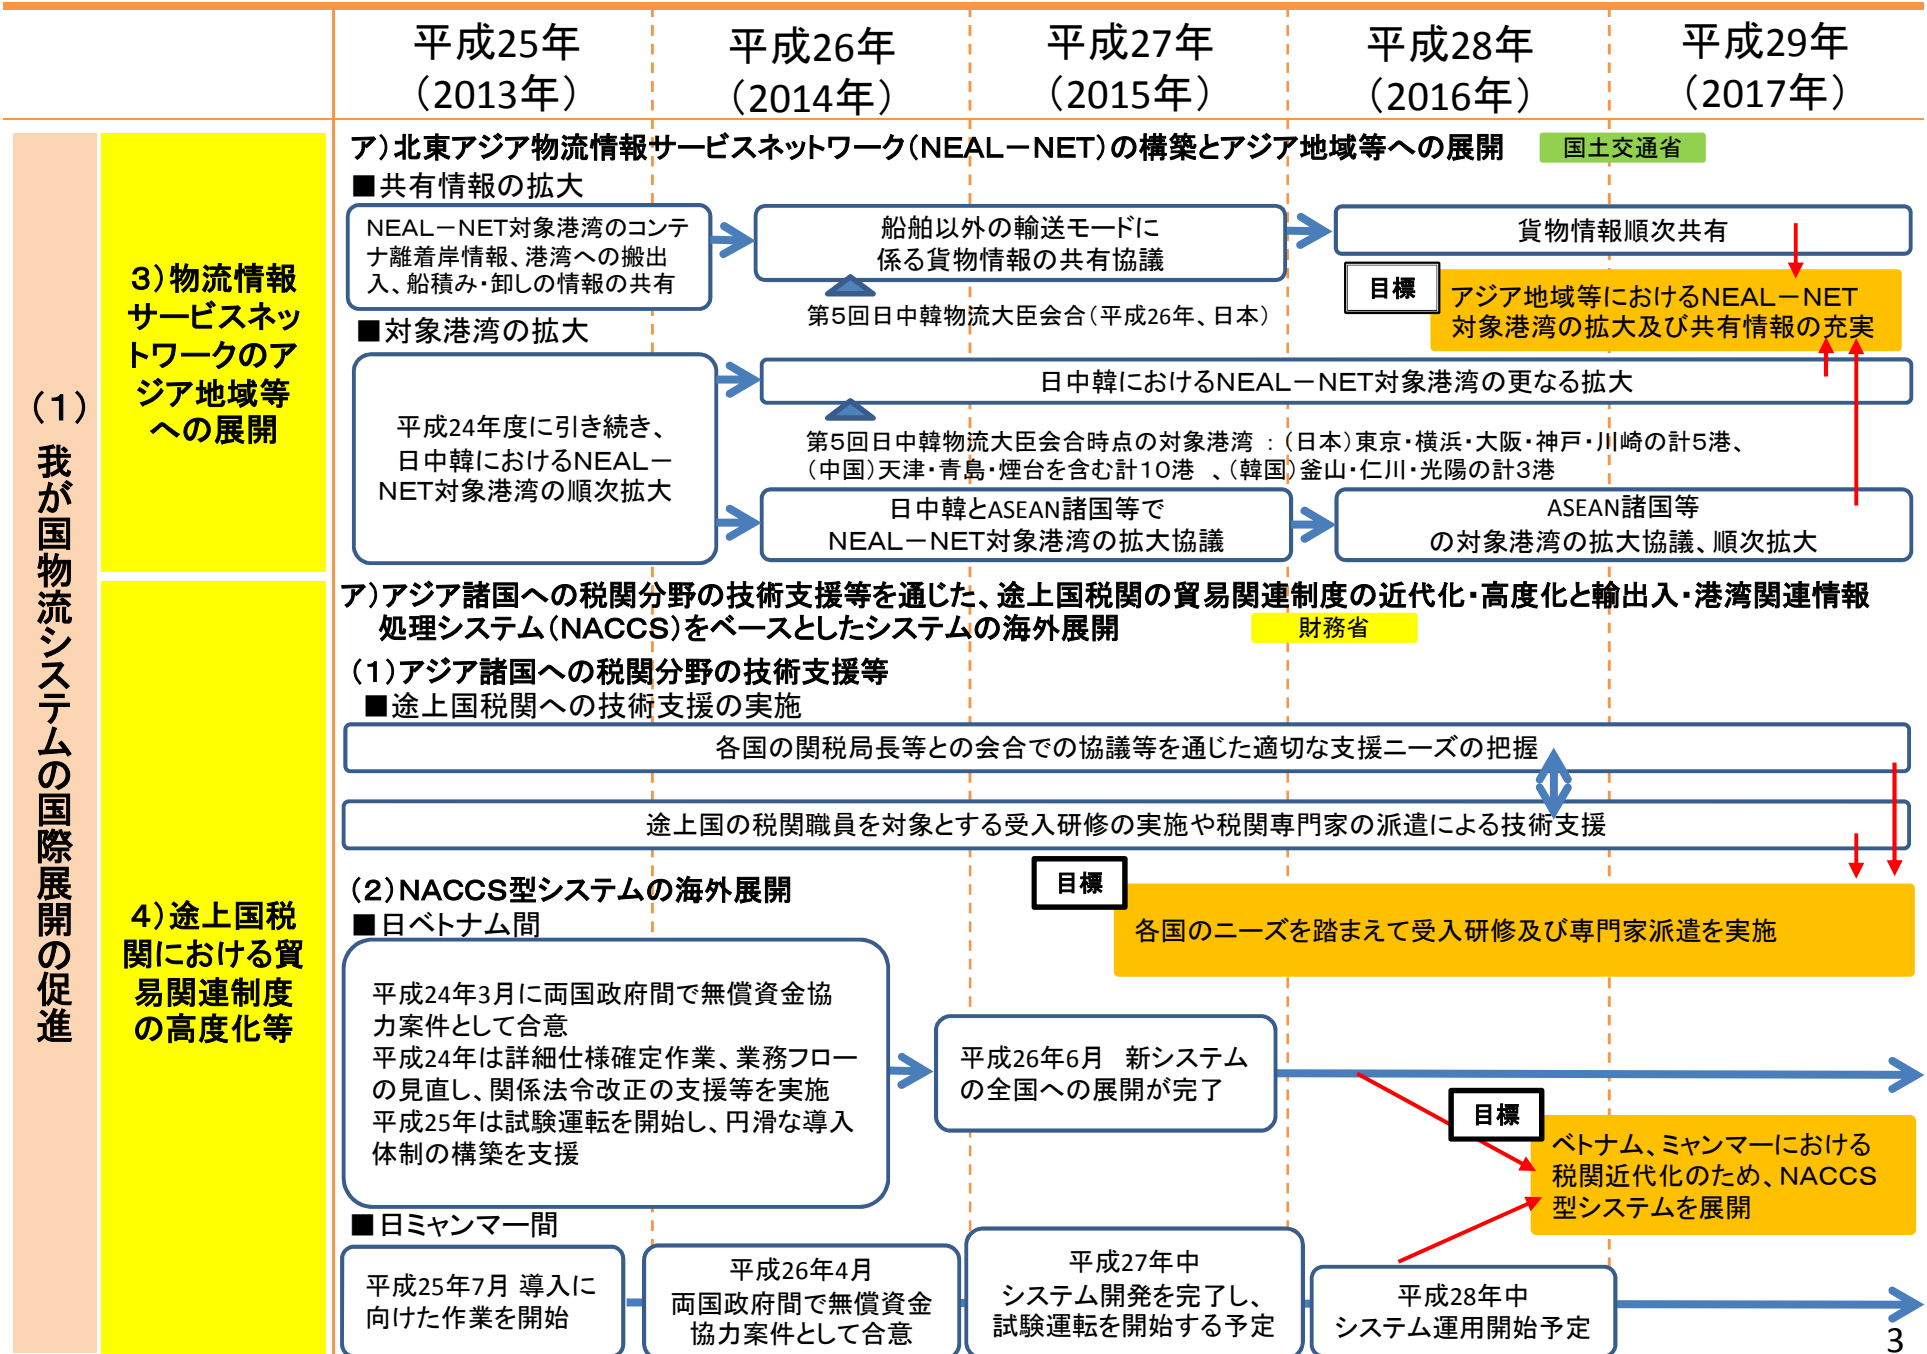 平成25年
（2013年）
平成26年
（2014年）
平成27年
（2015年）
平成28年
（2016年）
平成29年
（2017年）
（１）我が国物流システムの国際展開の促進
３）物流情報
サービスネッ
トワークのア
ジア地域等
への展開
ア）北東アジア物流情報サービスネットワーク（NEAL－NET）の構築とアジア地域等への展開
国土交通省
■共有情報の拡大
NEAL－NET対象港湾のコンテ
ナ離着岸情報、港湾への搬出
入、船積み・卸しの情報の共有
船舶以外の輸送モードに
係る貨物情報の共有協議
貨物情報順次共有
第５回日中韓物流大臣会合（平成26年、日本）
目標
アジア地域等におけるNEAL－NET
対象港湾の拡大及び共有情報の充実
■対象港湾の拡大
平成24年度に引き続き、
日中韓におけるNEAL－
NET対象港湾の順次拡大
日中韓におけるNEAL－NET対象港湾の更なる拡大
第５回日中韓物流大臣会合時点の対象港湾 ：（日本）東京・横浜・大阪・神戸・川崎の計５港、
（中国）天津・青島・煙台を含む計１０港 、（韓国）釜山・仁川・光陽の計３港
日中韓とASEAN諸国等で
NEAL－NET対象港湾の拡大協議
ASEAN諸国等
の対象港湾の拡大協議、順次拡大
４）途上国税
関における貿
易関連制度
の高度化等
ア）アジア諸国への税関分野の技術支援等を通じた、途上国税関の貿易関連制度の近代化・高度化と輸出入・港湾関連情報
処理システム（NACCS）をベースとしたシステムの海外展開
財務省
（１）アジア諸国への税関分野の技術支援等
■途上国税関への技術支援の実施
各国の関税局長等との会合での協議等を通じた適切な支援ニーズの把握
途上国の税関職員を対象とする受入研修の実施や税関専門家の派遣による技術支援
目標
各国のニーズを踏まえて受入研修及び専門家派遣を実施
（２）NACCS型システムの海外展開
■日ベトナム間
平成24年3月に両国政府間で無償資金協
力案件として合意
平成24年は詳細仕様確定作業、業務フロー
の見直し、関係法令改正の支援等を実施
平成25年は試験運転を開始し、円滑な導入
体制の構築を支援
平成26年6月　新システム
の全国への展開が完了
目標
ベトナム、ミャンマーにおける
税関近代化のため、NACCS
型システムを展開
■日ミャンマー間
平成25年7月 導入に
向けた作業を開始
平成26年4月
両国政府間で無償資金
協力案件として合意
平成27年中
システム開発を完了し、
試験運転を開始する予定
平成28年中
システム運用開始予定
3